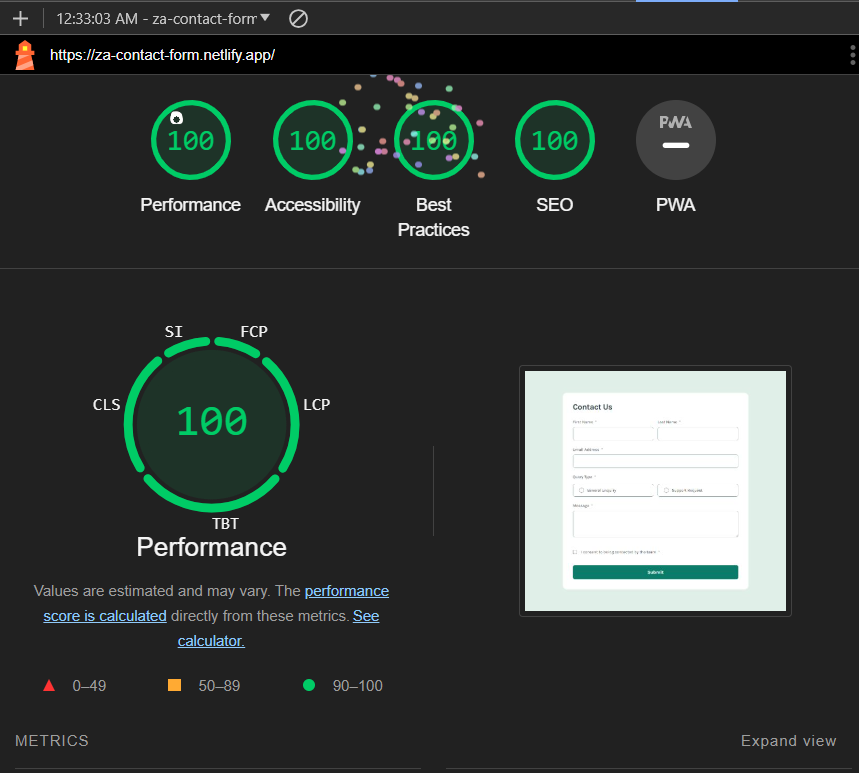 12:33:03 AM - za-contact-form
https://za-contact-form.netlify.app/
100
100
100
100
PWA
Performance
Accessibility
Best
Practices
SEO
PWA
SI
FCP
CLS
LCP
100
TBT
Performance
Values are estimated and may vary. The performance
score is calculated directly from these metrics. See
calculator.
0–49
50–89
90–100
Contact Us
First Name *
Last Name *
Email Address *
Query Type *
General Enquiry
Support Request
Message *
I consent to being contacted by the team *
Submit
METRICS
Expand view